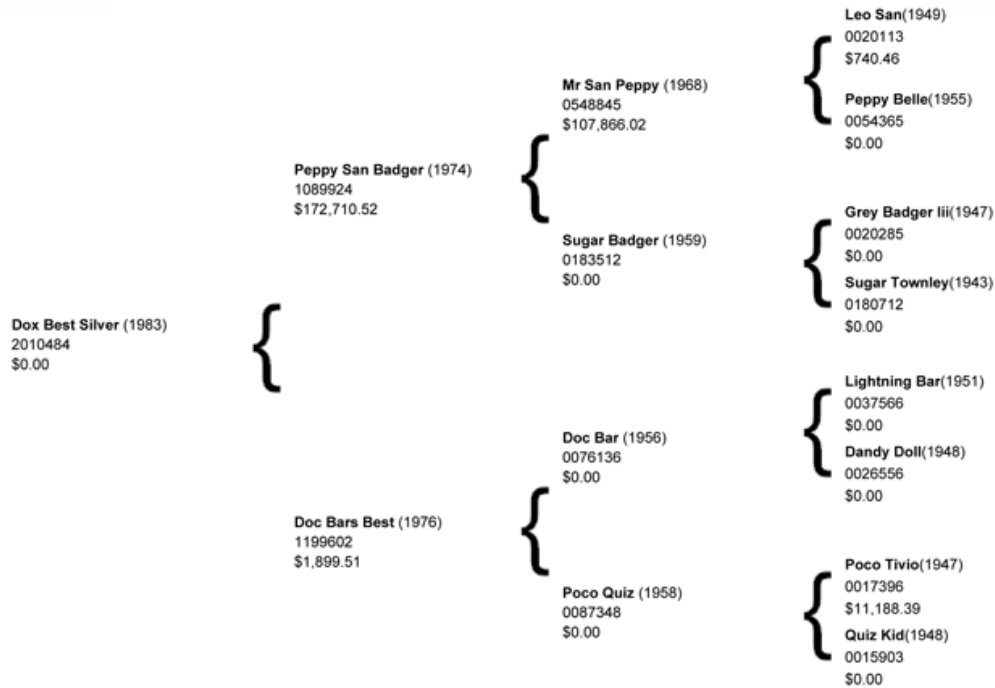 Leo San(1949)
0020113
$740.46
Mr San Peppy (1968)
0548845
$107,866.02
Peppy Belle(1955)
0054365
$0.00
Peppy San Badger (1974)
1089924
$172,710.52
Grey Badger Iii(1947)
0020285
$0.00
Sugar Badger (1959)
0183512
$0.00
Sugar Townley(1943)
0180712
$0.00
Dox Best Silver (1983)
2010484
$0.00
Lightning Bar(1951)
0037566
$0.00
Doc Bar (1956)
0076136
$0.00
Dandy Doll(1948)
0026556
$0.00
Doc Bars Best (1976)
1199602
$1,899.51
Poco Tivio(1947)
0017396
$11,188.39
Poco Quiz (1958)
0087348
$0.00
Quiz Kid(1948)
0015903
$0.00